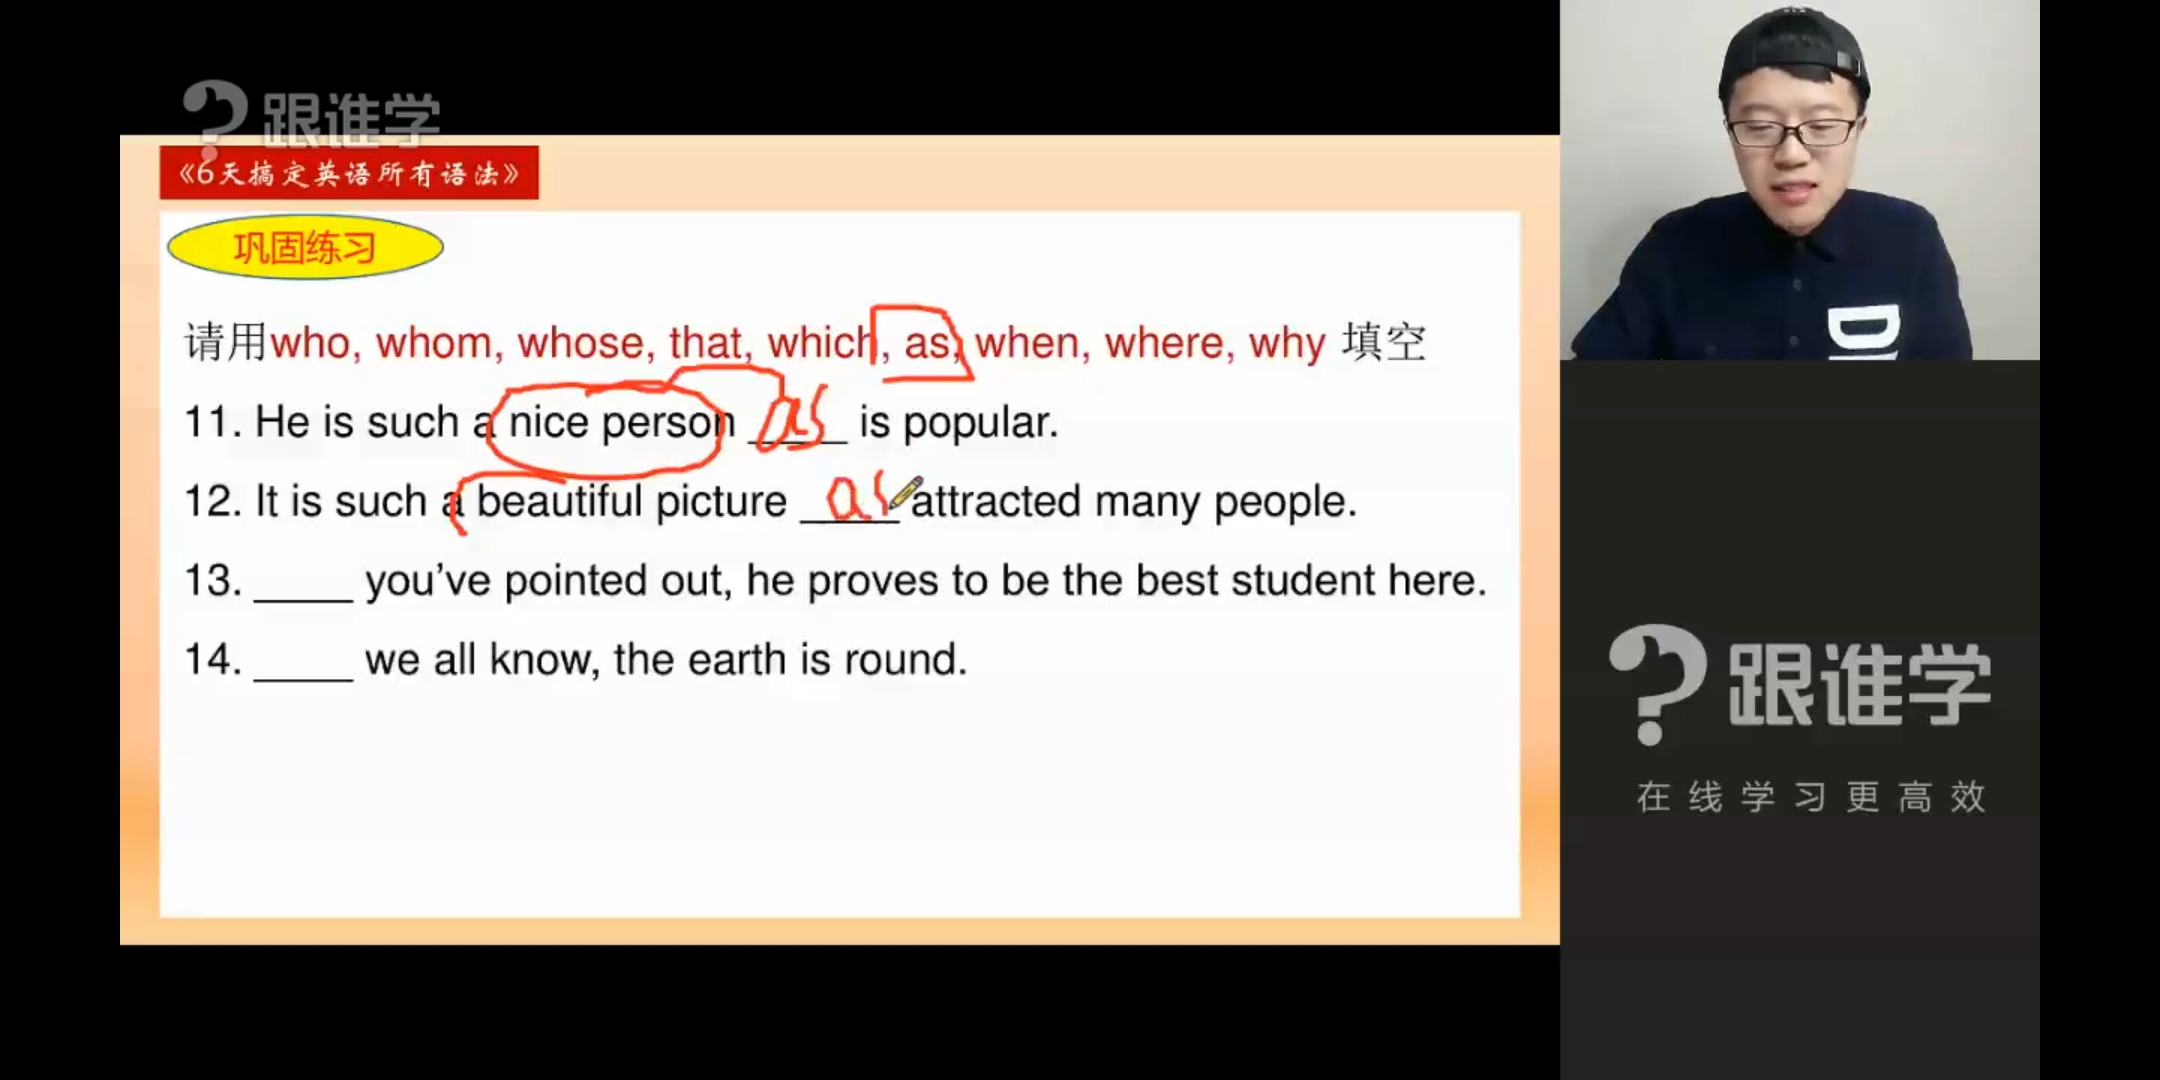 跟谁学
《6天搞定英语所有语法》
巩固练习
请用who, whom, whose, that, which, as, when, where, why 填空
11. He is such a nice person as is popular.
12. It is such a beautiful picture as attracted many people.
13. _____ you’ve pointed out, he proves to be the best student here.
14. _____ we all know, the earth is round.
跟谁学
在线学习更高效